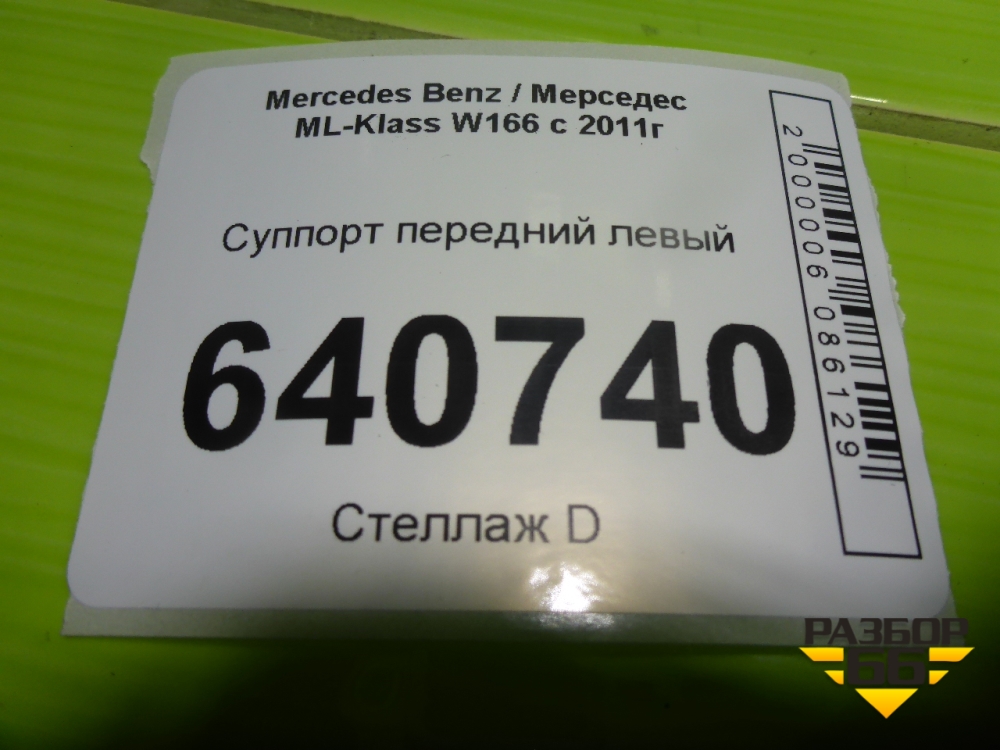 Mercedes Benz / Мерседес
ML-Klass W166 с 2011г
Суппорт передний левый
640740
Стеллаж D
2000006086129
РАЗБОР
66